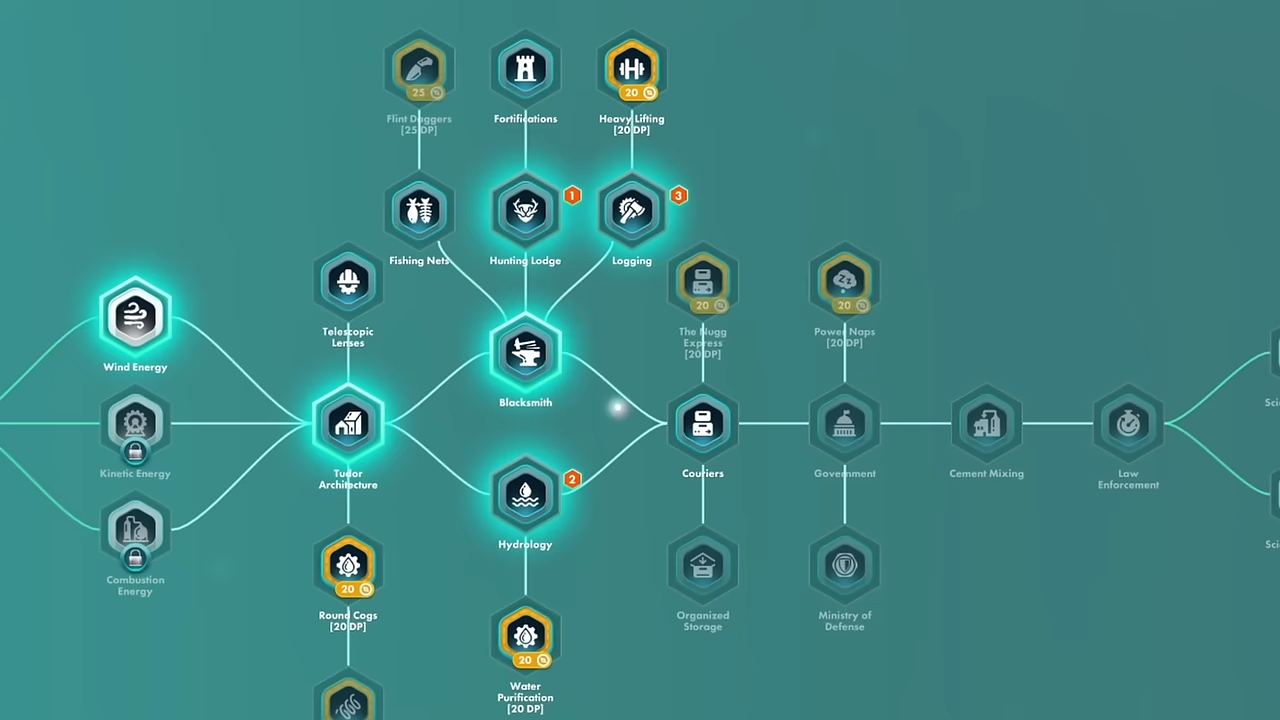 25
Flint Daggers
[25 DP]
Fortifications
20
Heavy Lifting
[20 DP]
1
3
Fishing Nets
Hunting Lodge
Logging
Telescopic
Lenses
20
The Nugg
Express
[20 DP]
20
Power Naps
[20 DP]
Wind Energy
Blacksmith
Kinetic Energy
Tudor
Architecture
2
Couriers
Government
Cement Mixing
Law
Enforcement
Hydrology
Combustion
Energy
20
Round Cogs
[20 DP]
Organized
Storage
Ministry of
Defense
20
Water
Purification
[20 DP]